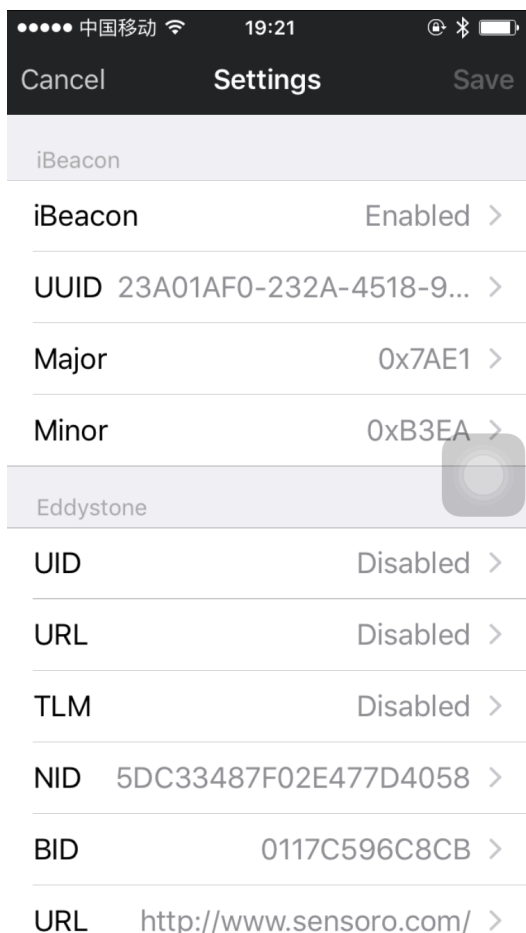 中国移动 19:21
Cancel Settings Save
iBeacon
iBeacon Enabled
UUID 23A01AF0-232A-4518-9...
Major 0x7AE1
Minor 0xB3EA
Eddystone
UID Disabled
URL Disabled
TLM Disabled
NID 5DC33487F02E477D4058
BID 0117C596C8CB
URL http://www.sensoro.com/